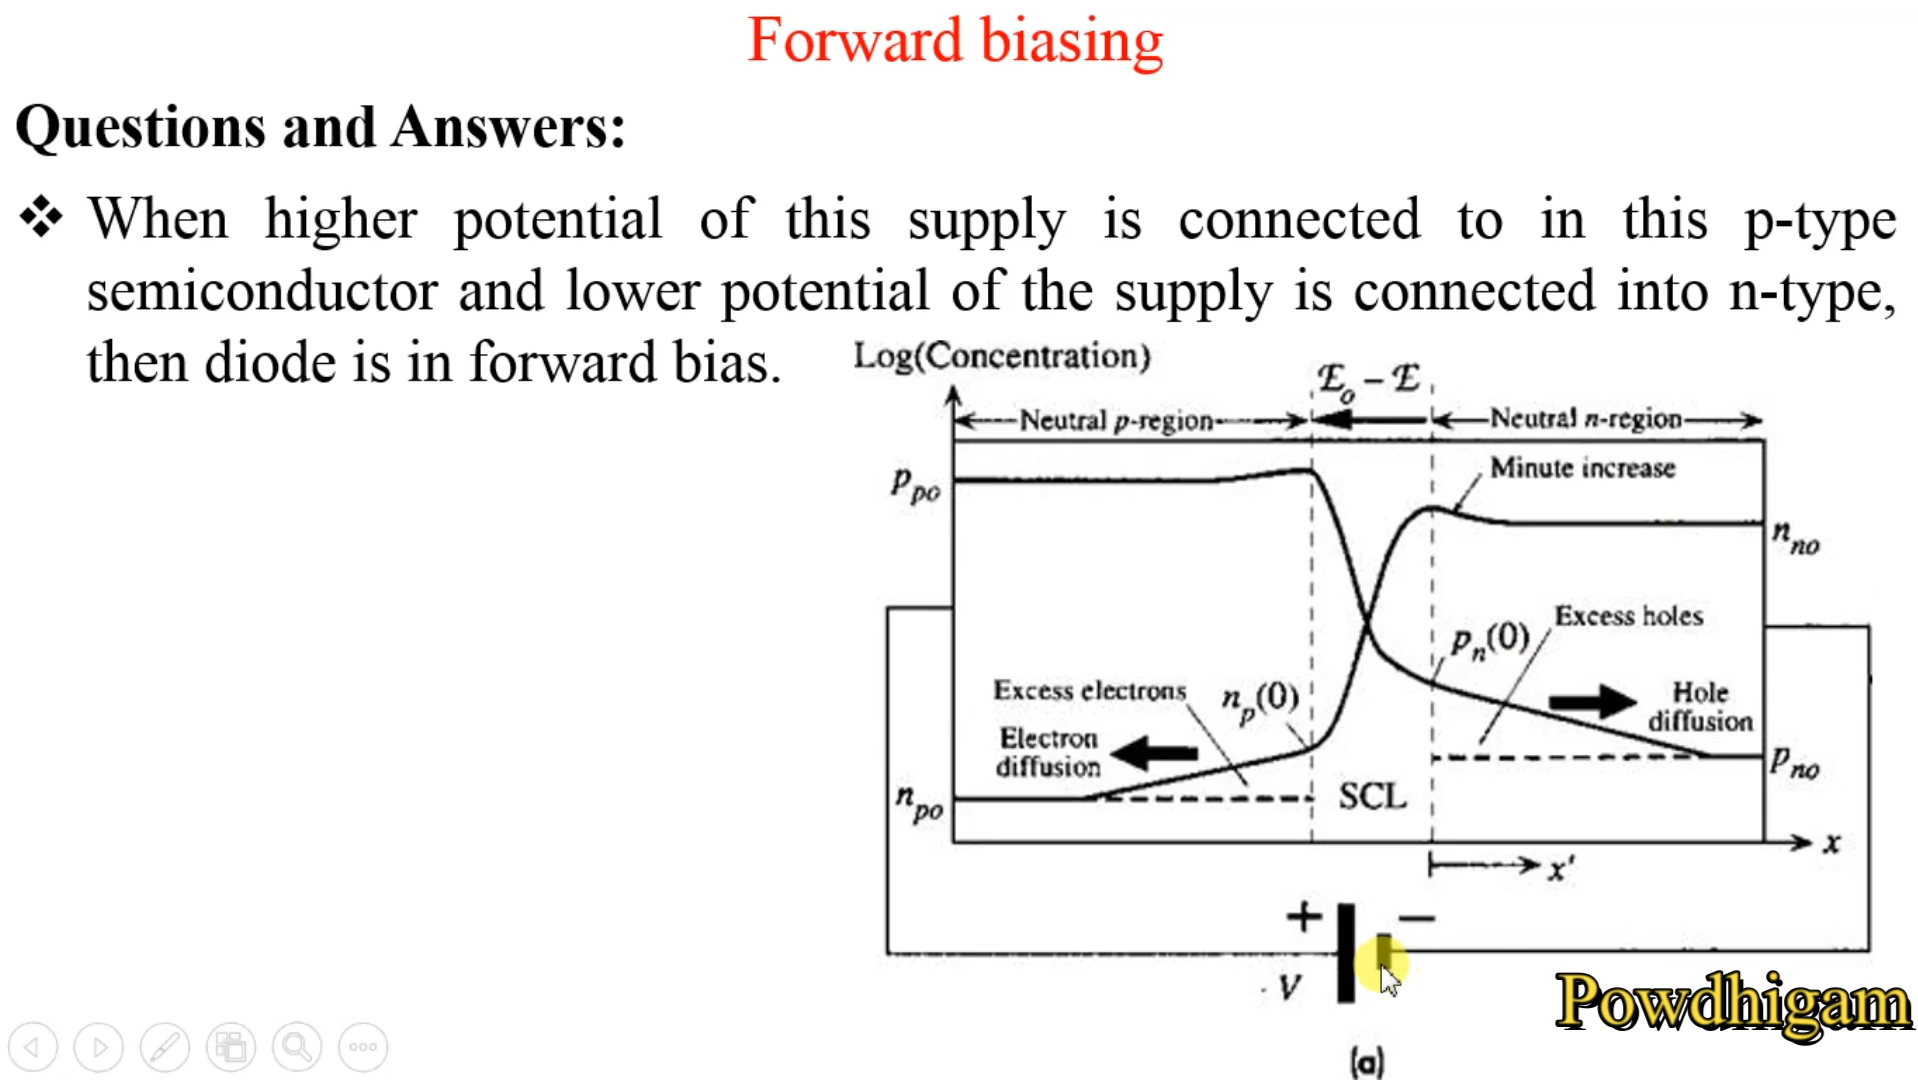 Forward biasing
Questions and Answers:
❖ When higher potential of this supply is connected to in this p-type
semiconductor and lower potential of the supply is connected into n-type,
then diode is in forward bias.
Log(Concentration)
ℰo − ℰ
Neutral p-region
Neutral n-region
Ppo
Minute increase
nno
Excess holes
Pn(0)
Excess electrons
np(0)
Hole
diffusion
Electron
diffusion
Pno
npo
SCL
x
x'
+ −
V
Powdhigam
(a)